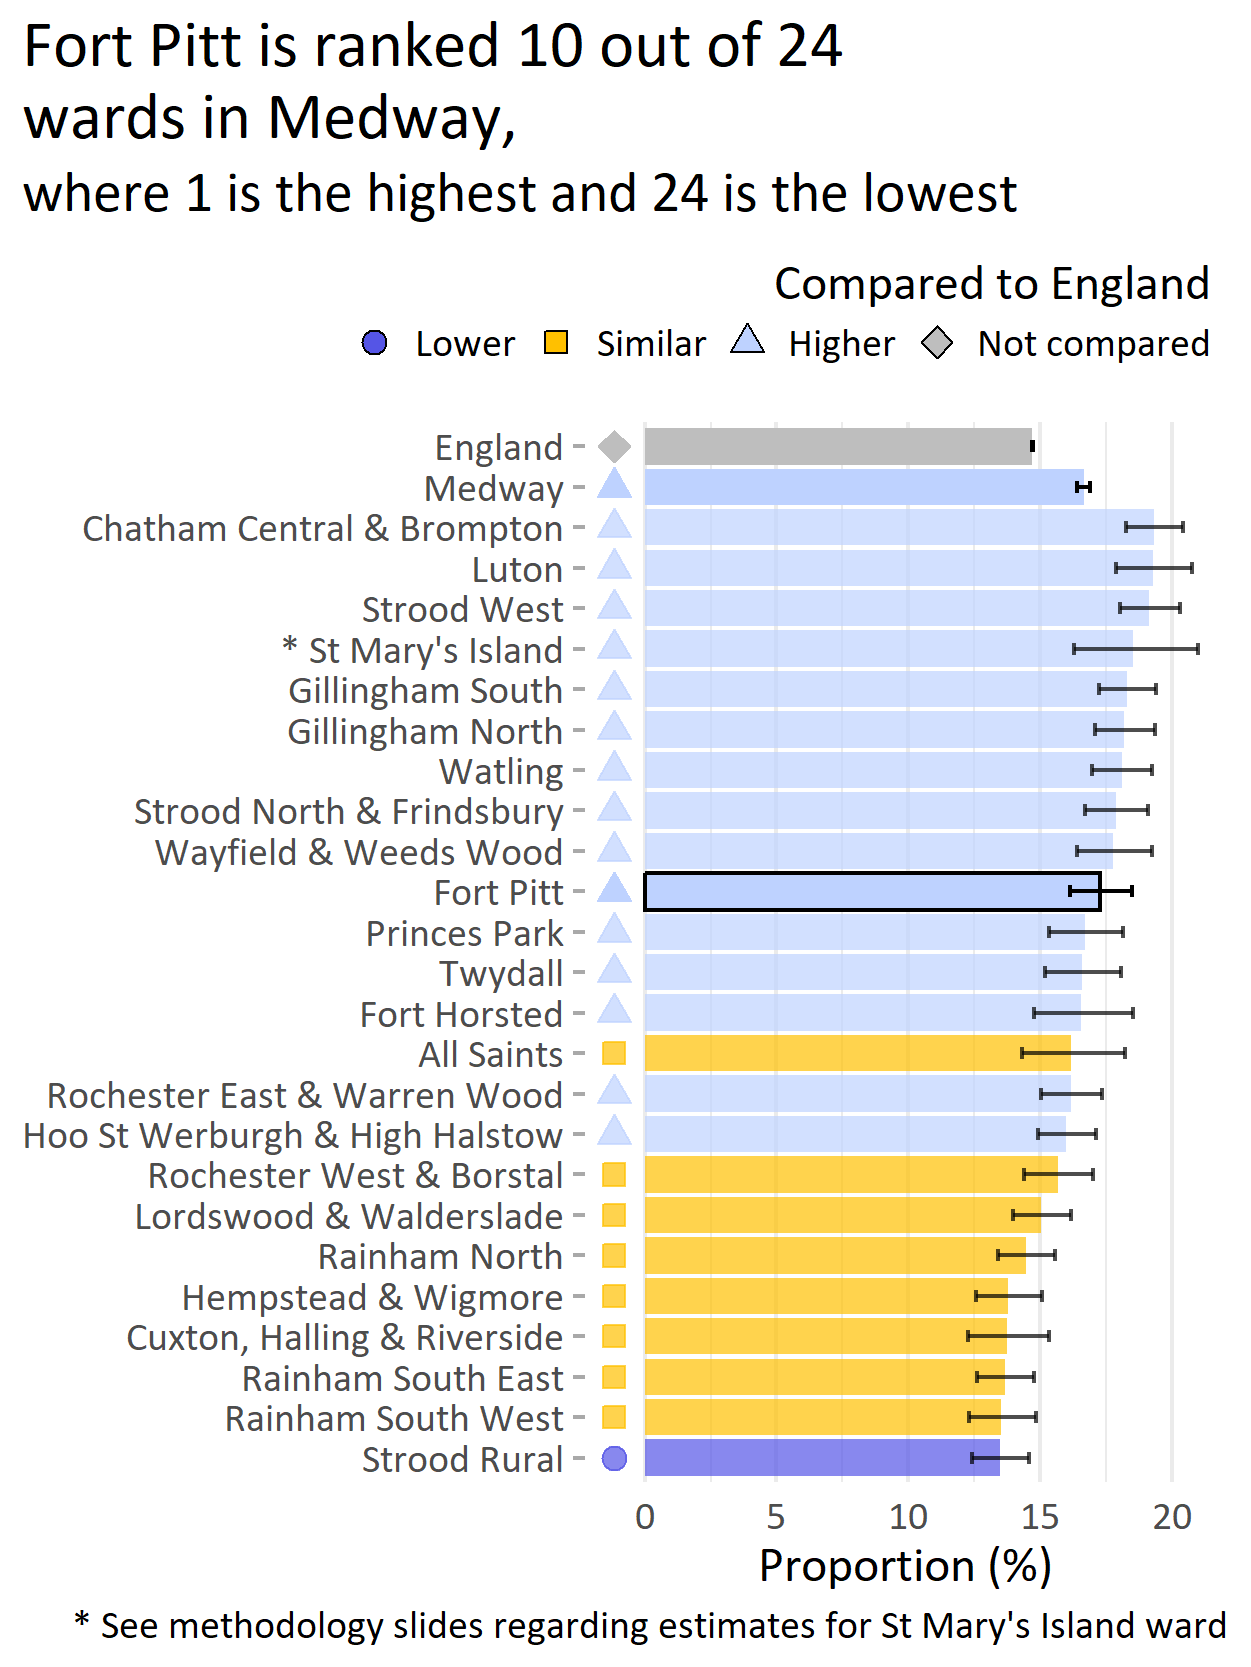 Fort Pitt is ranked 10 out of 24
wards in Medway,
where 1 is the highest and 24 is the lowest
Compared to England
Lower Similar Higher Not compared
England
Medway
Chatham Central & Brompton
Luton
Strood West
* St Mary's Island
Gillingham South
Gillingham North
Watling
Strood North & Frindsbury
Wayfield & Weeds Wood
Fort Pitt
Princes Park
Twydall
Fort Horsted
All Saints
Rochester East & Warren Wood
Hoo St Werburgh & High Halstow
Rochester West & Borstal
Lordswood & Walderslade
Rainham North
Hempstead & Wigmore
Cuxton, Halling & Riverside
Rainham South East
Rainham South West
Strood Rural
0 5 10 15 20
Proportion (%)
* See methodology slides regarding estimates for St Mary's Island ward